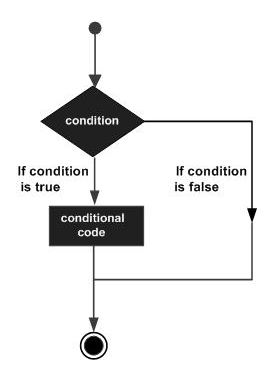 condition
If condition
is true
If condition
is false
conditional
code